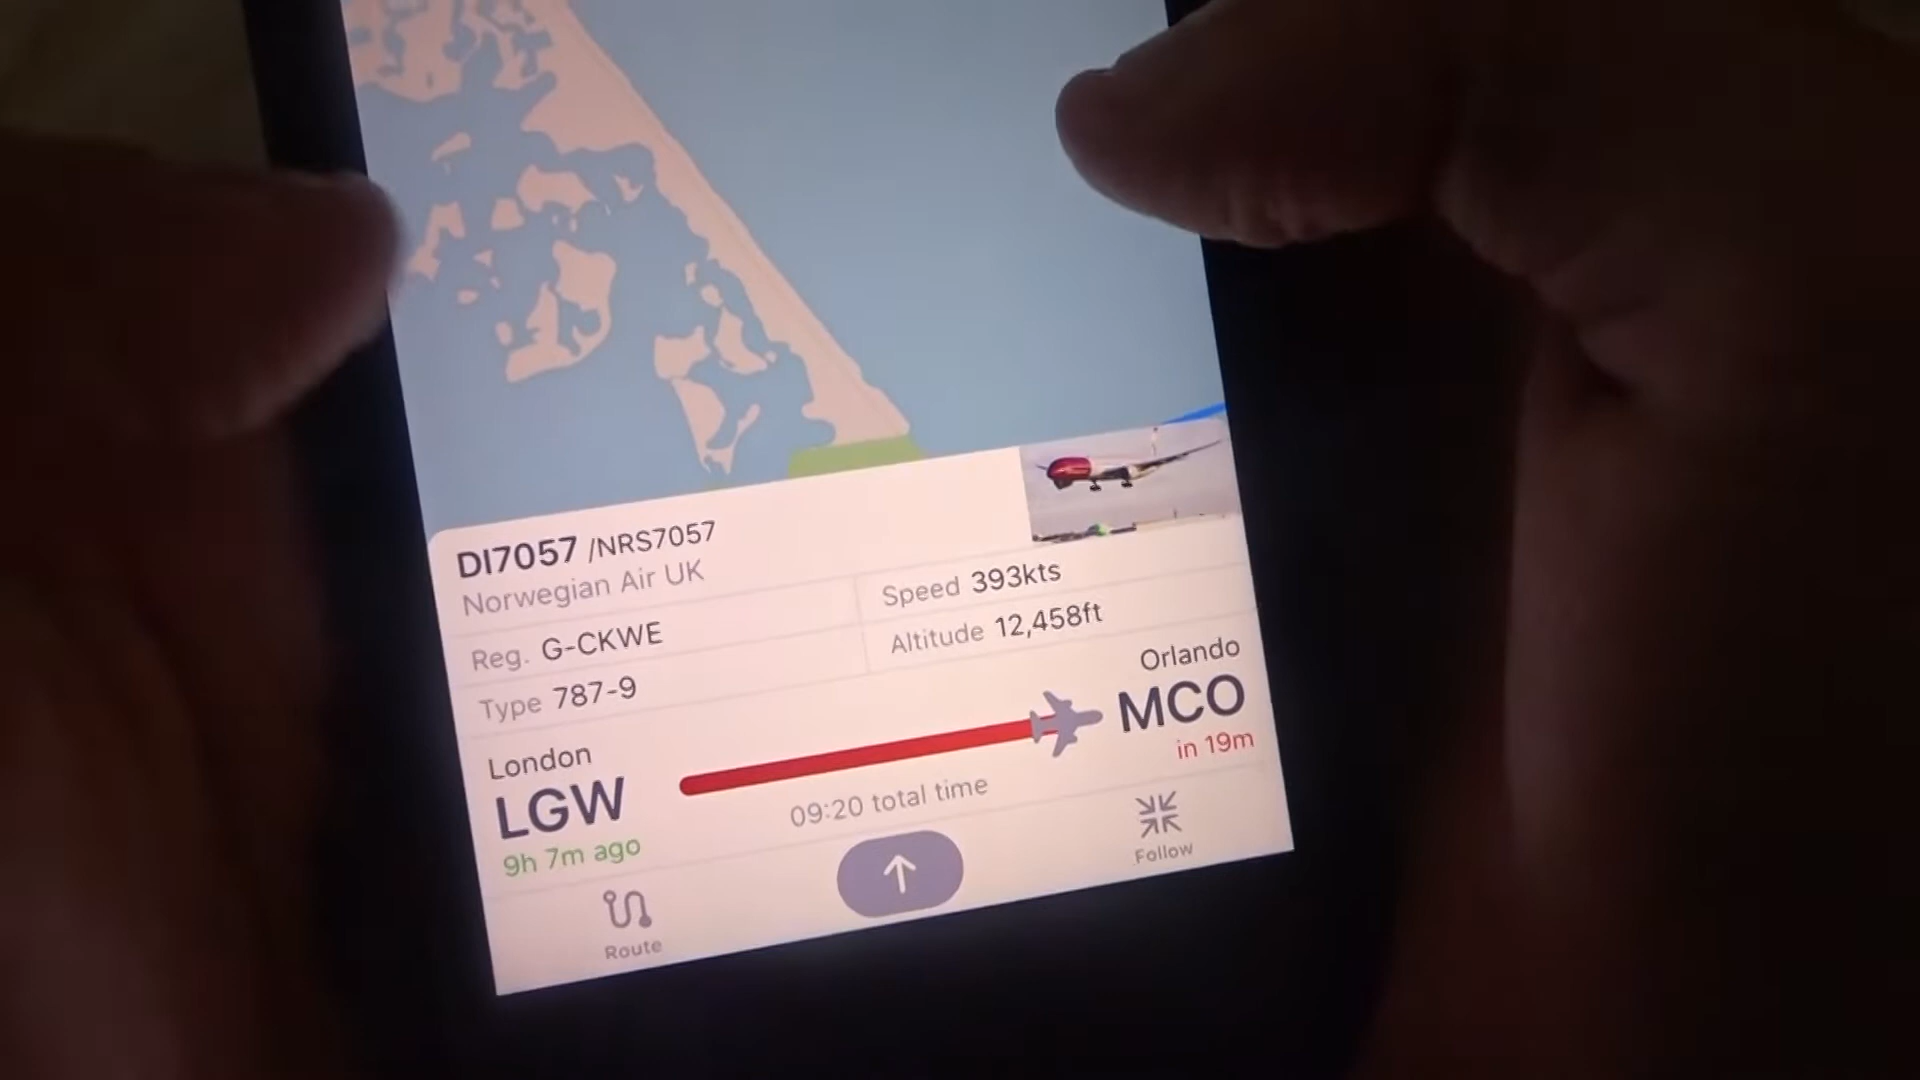 DI7057 /NRS7057
Norwegian Air UK
Reg. G-CKWE
Speed 393kts
Type 787-9
Altitude 12,458ft
London
LGW
9h 7m ago
09:20 total time
Orlando
MCO
in 19m
Route
Follow